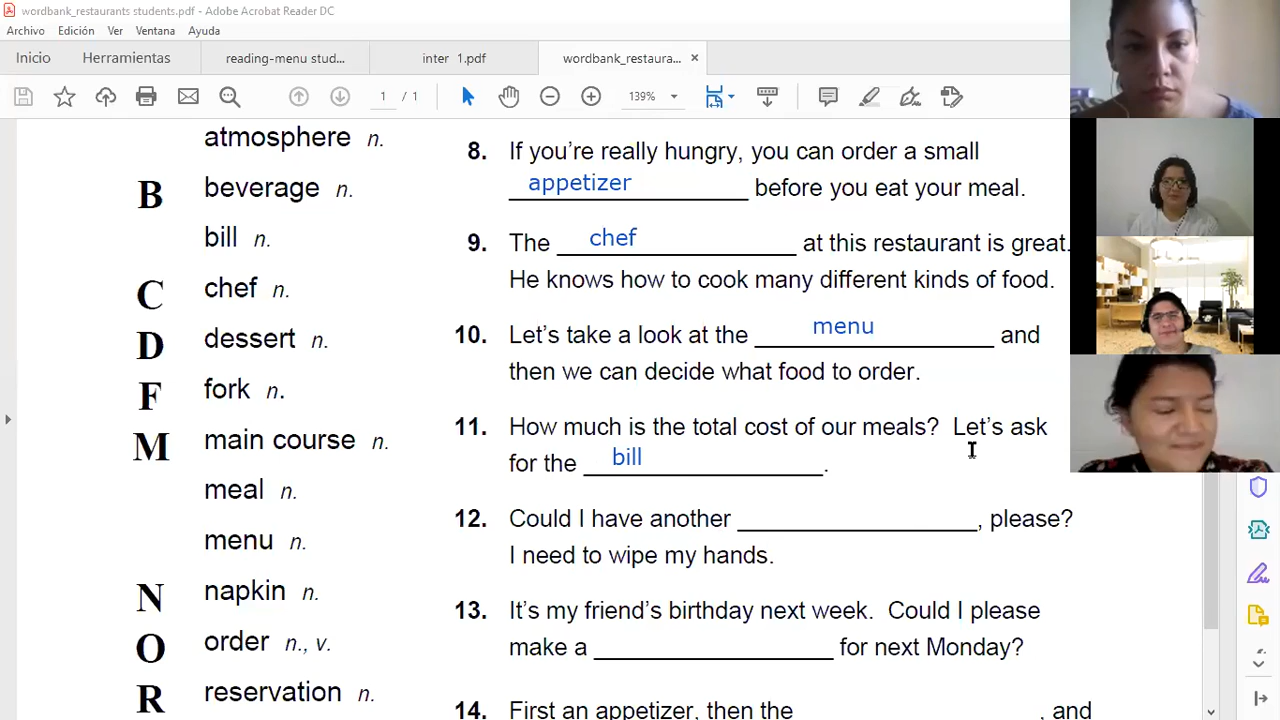 wordbank_restaurants students.pdf - Adobe Acrobat Reader DC
Archivo Edición Ver Ventana Ayuda
Inicio Herramientas reading-menu stud... inter 1.pdf wordbank_restaura... ×
1 / 1 139%
atmosphere n.
B beverage n.
bill n.
C chef n.
D dessert n.
F fork n.
M main course n.
meal n.
menu n.
N napkin n.
O order n., v.
R reservation n.
8. If you're really hungry, you can order a small
appetizer before you eat your meal.
9. The chef at this restaurant is great.
He knows how to cook many different kinds of food.
10. Let's take a look at the menu and
then we can decide what food to order.
11. How much is the total cost of our meals? Let's ask
for the bill.
12. Could I have another ____________________, please?
I need to wipe my hands.
13. It's my friend's birthday next week. Could I please
make a ____________________ for next Monday?
14. First an appetizer, then the ____________________, and